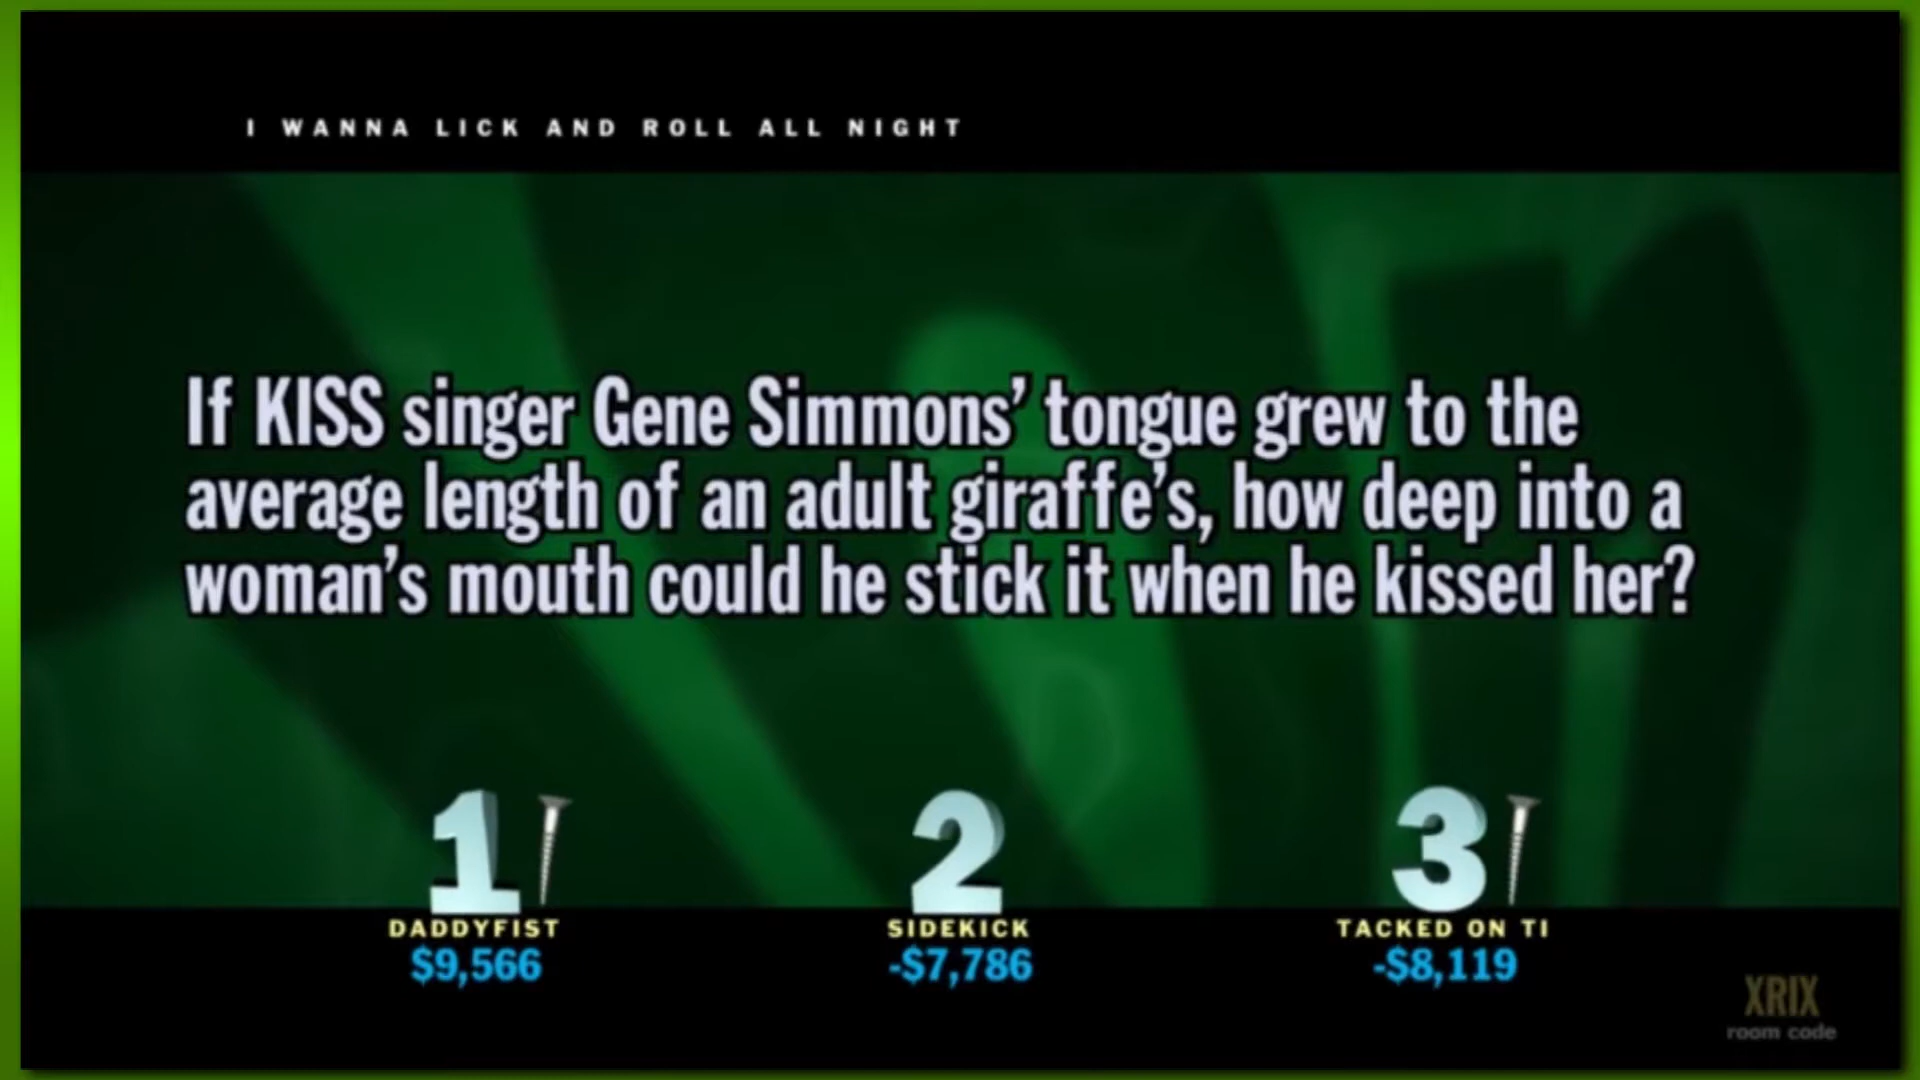 I WANNA LICK AND ROLL ALL NIGHT
If KISS singer Gene Simmons’ tongue grew to the
average length of an adult giraffe’s, how deep into a
woman’s mouth could he stick it when he kissed her?
1 2 3
DADDYFIST SIDEKICK TACKED ON TI
$9,566 -$7,786 -$8,119
XRIX
room code